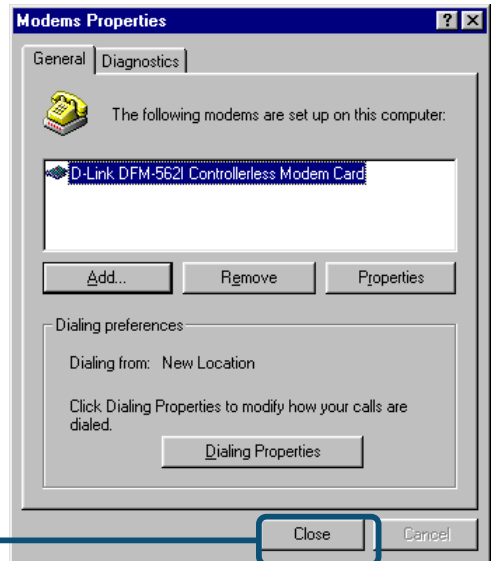 Modems Properties
General Diagnostics
The following modems are set up on this computer:
D-Link DFM-562I Controllerless Modem Card
Add... Remove Properties
Dialing preferences
Dialing from: New Location
Click Dialing Properties to modify how your calls are
dialed.
Dialing Properties
Close Cancel